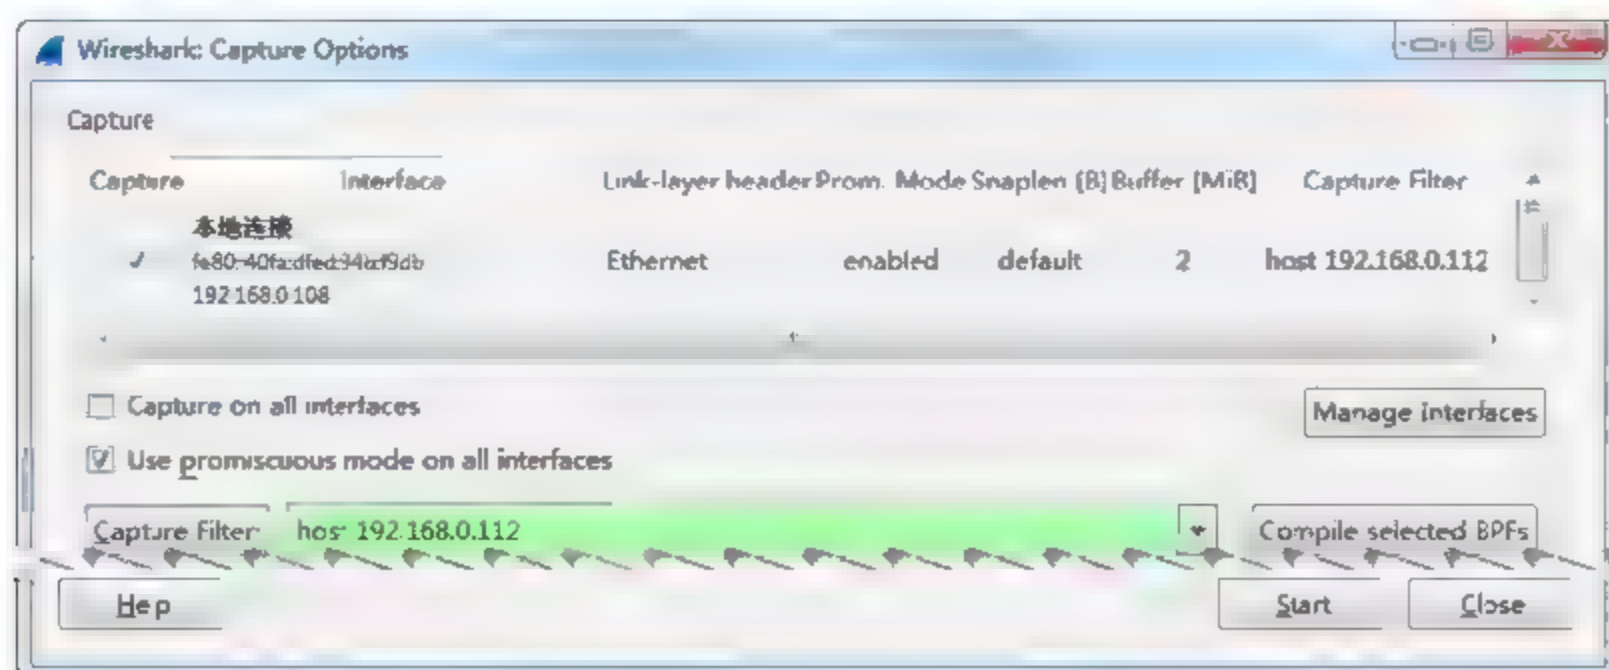 Wireshark: Capture Options
Capture
Capture Interface Link-layer header Prom. Mode Snaplen [B] Buffer [MiB] Capture Filter
本地连接
Ethernet enabled default 2 host 192.168.0.112
192.168.0.108
Capture on all interfaces
Manage Interfaces
Use promiscuous mode on all interfaces
Capture Filter: host 192.168.0.112 Compile selected BPFs
Help Start Close